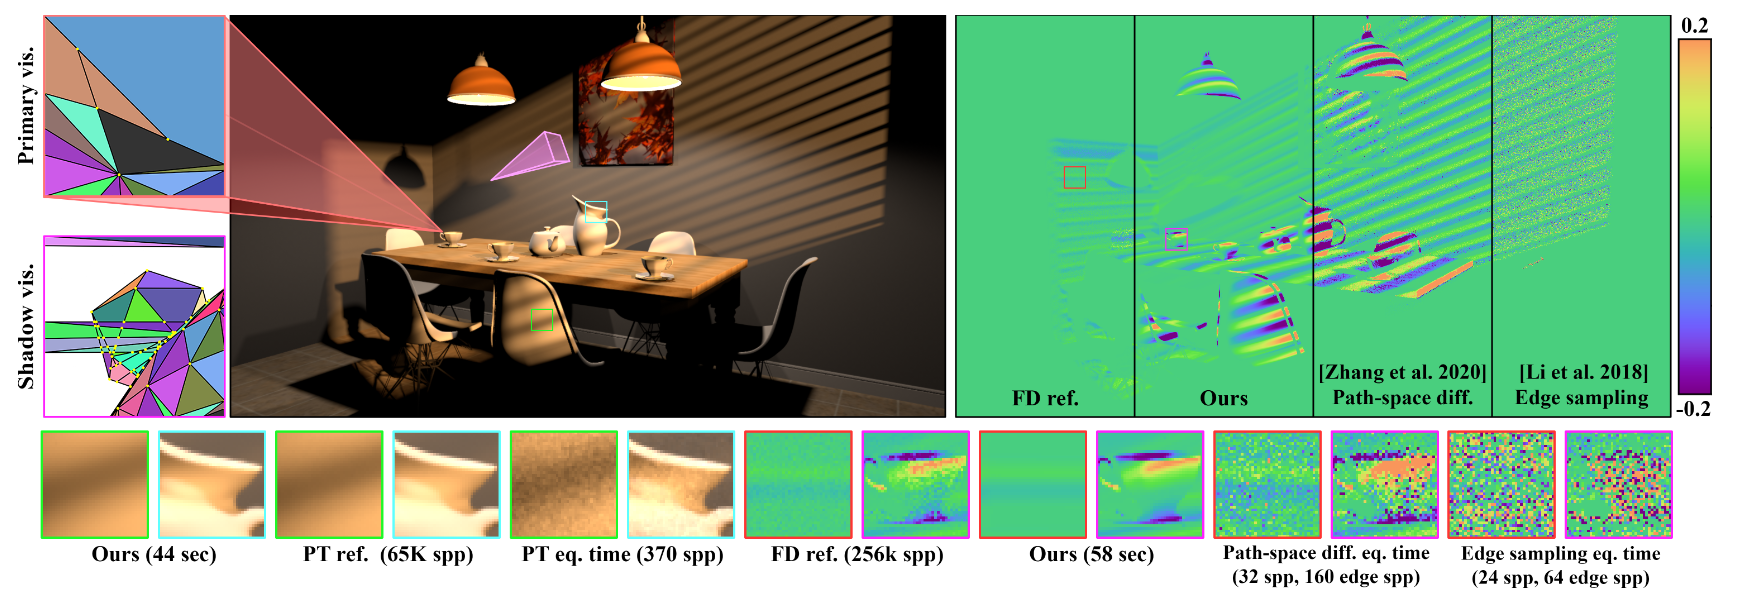 Primary vis.
Shadow vis.
FD ref.
Ours
[Zhang et al. 2020]
Path-space diff.
[Li et al. 2018]
Edge sampling
0.2
-0.2
Ours (44 sec)
PT ref. (65K spp)
PT eq. time (370 spp)
FD ref. (256k spp)
Ours (58 sec)
Path-space diff. eq. time
(32 spp, 160 edge spp)
Edge sampling eq. time
(24 spp, 64 edge spp)